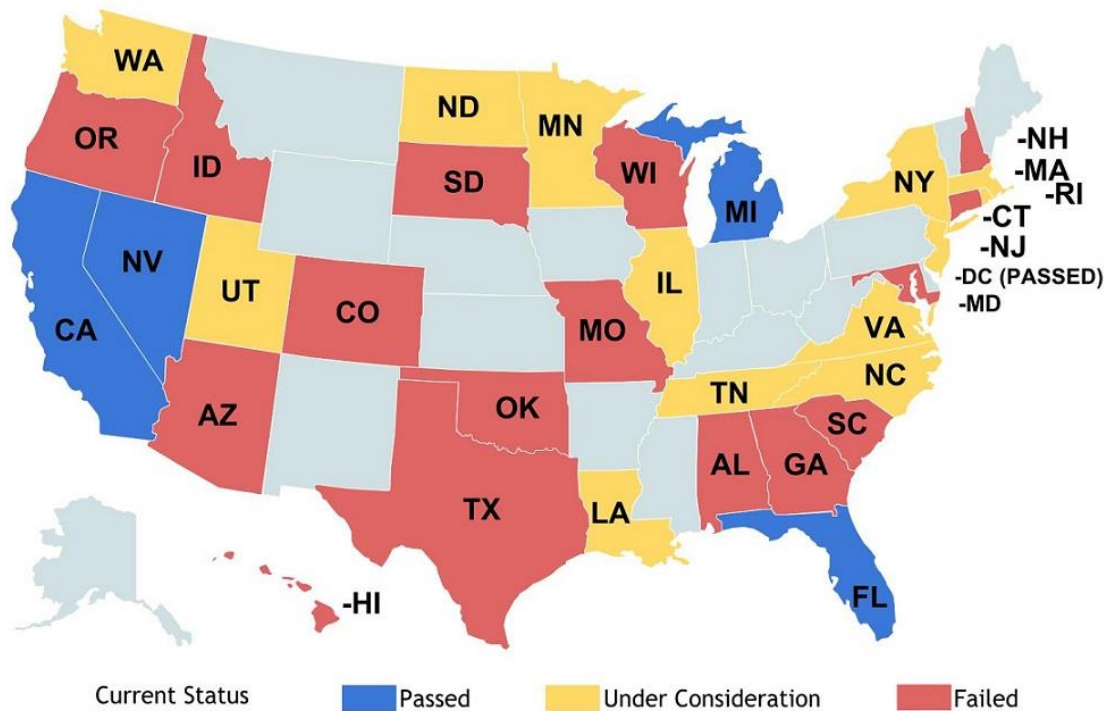 WA
ND
MN
OR
ID
SD
WI
MI
NY
-NH
-MA
-RI
-CT
-NJ
-DC (PASSED)
-MD
NV
UT
CA
CO
IL
MO
VA
NC
TN
AZ
OK
SC
AL
GA
TX
LA
FL
-HI
Current Status
Passed
Under Consideration
Failed